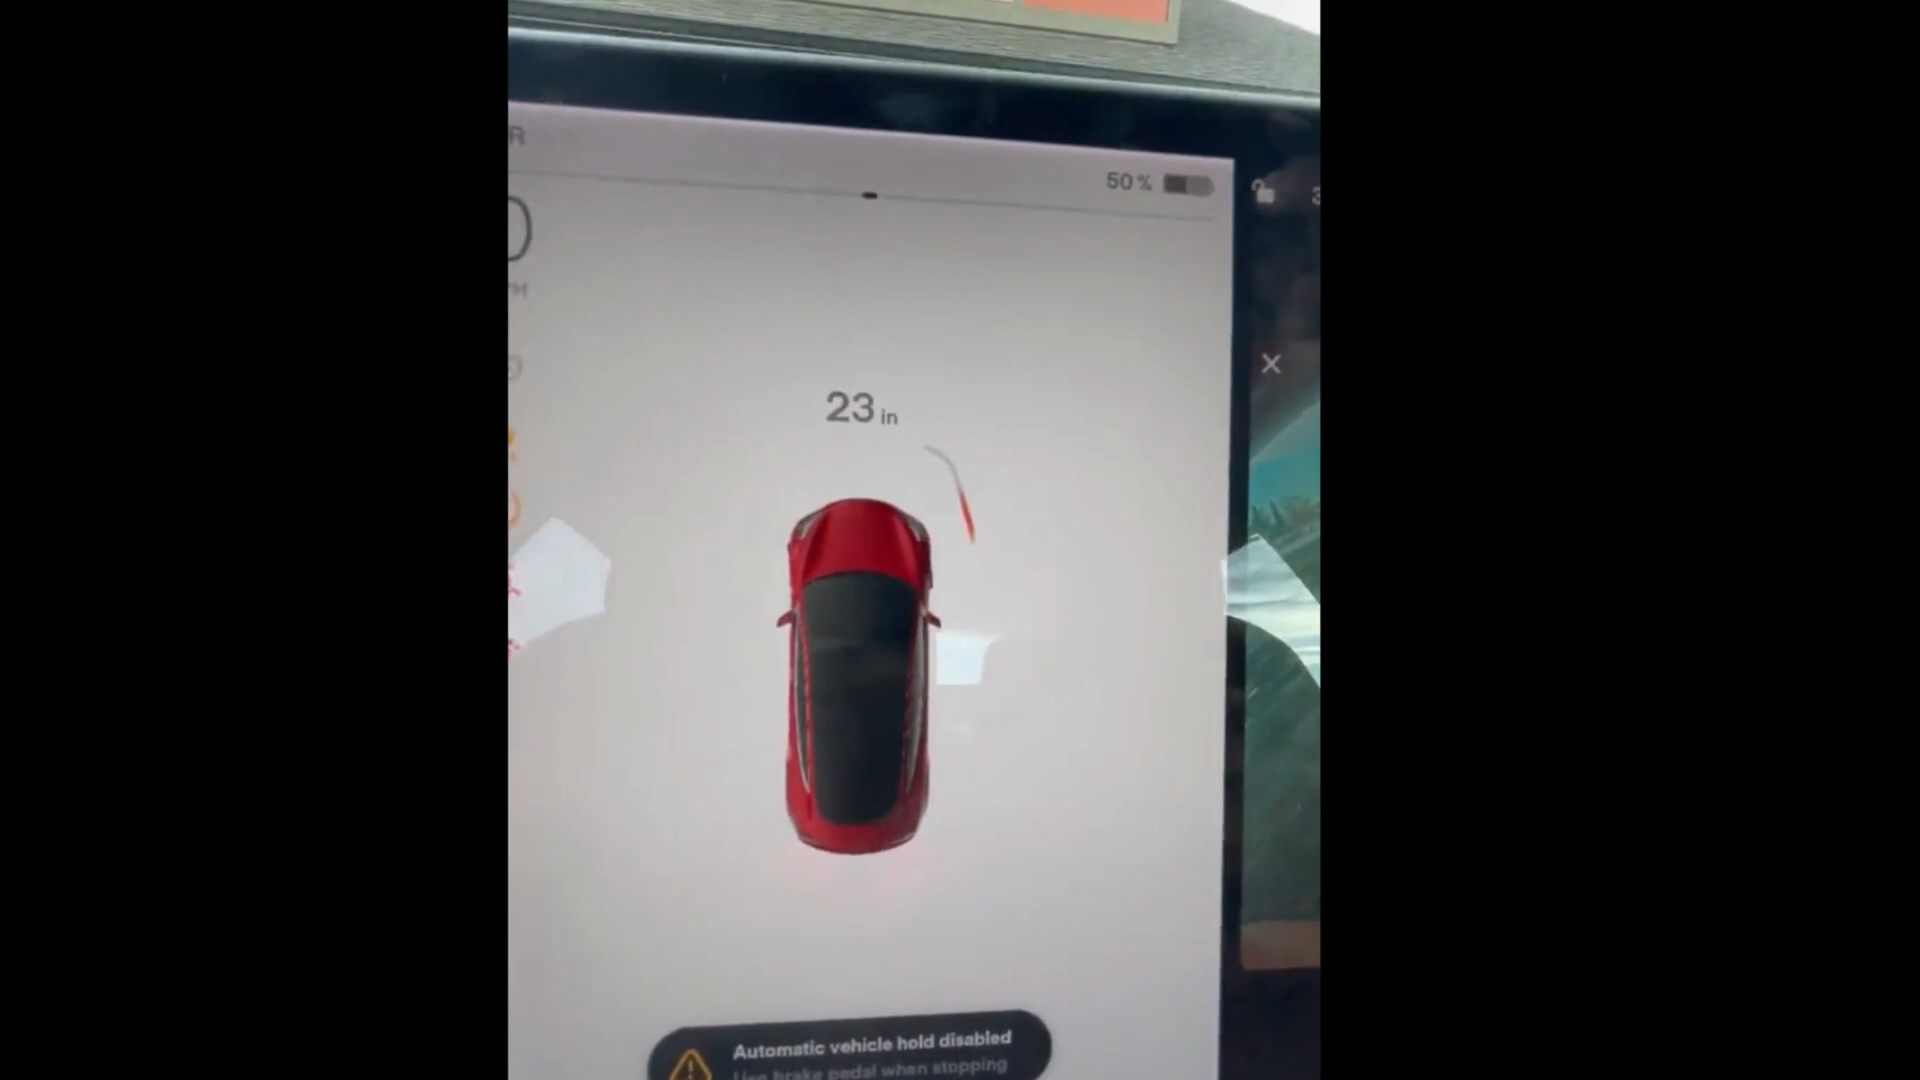 R
50 %
23 in
Automatic vehicle hold disabled
Use brake pedal when stopping